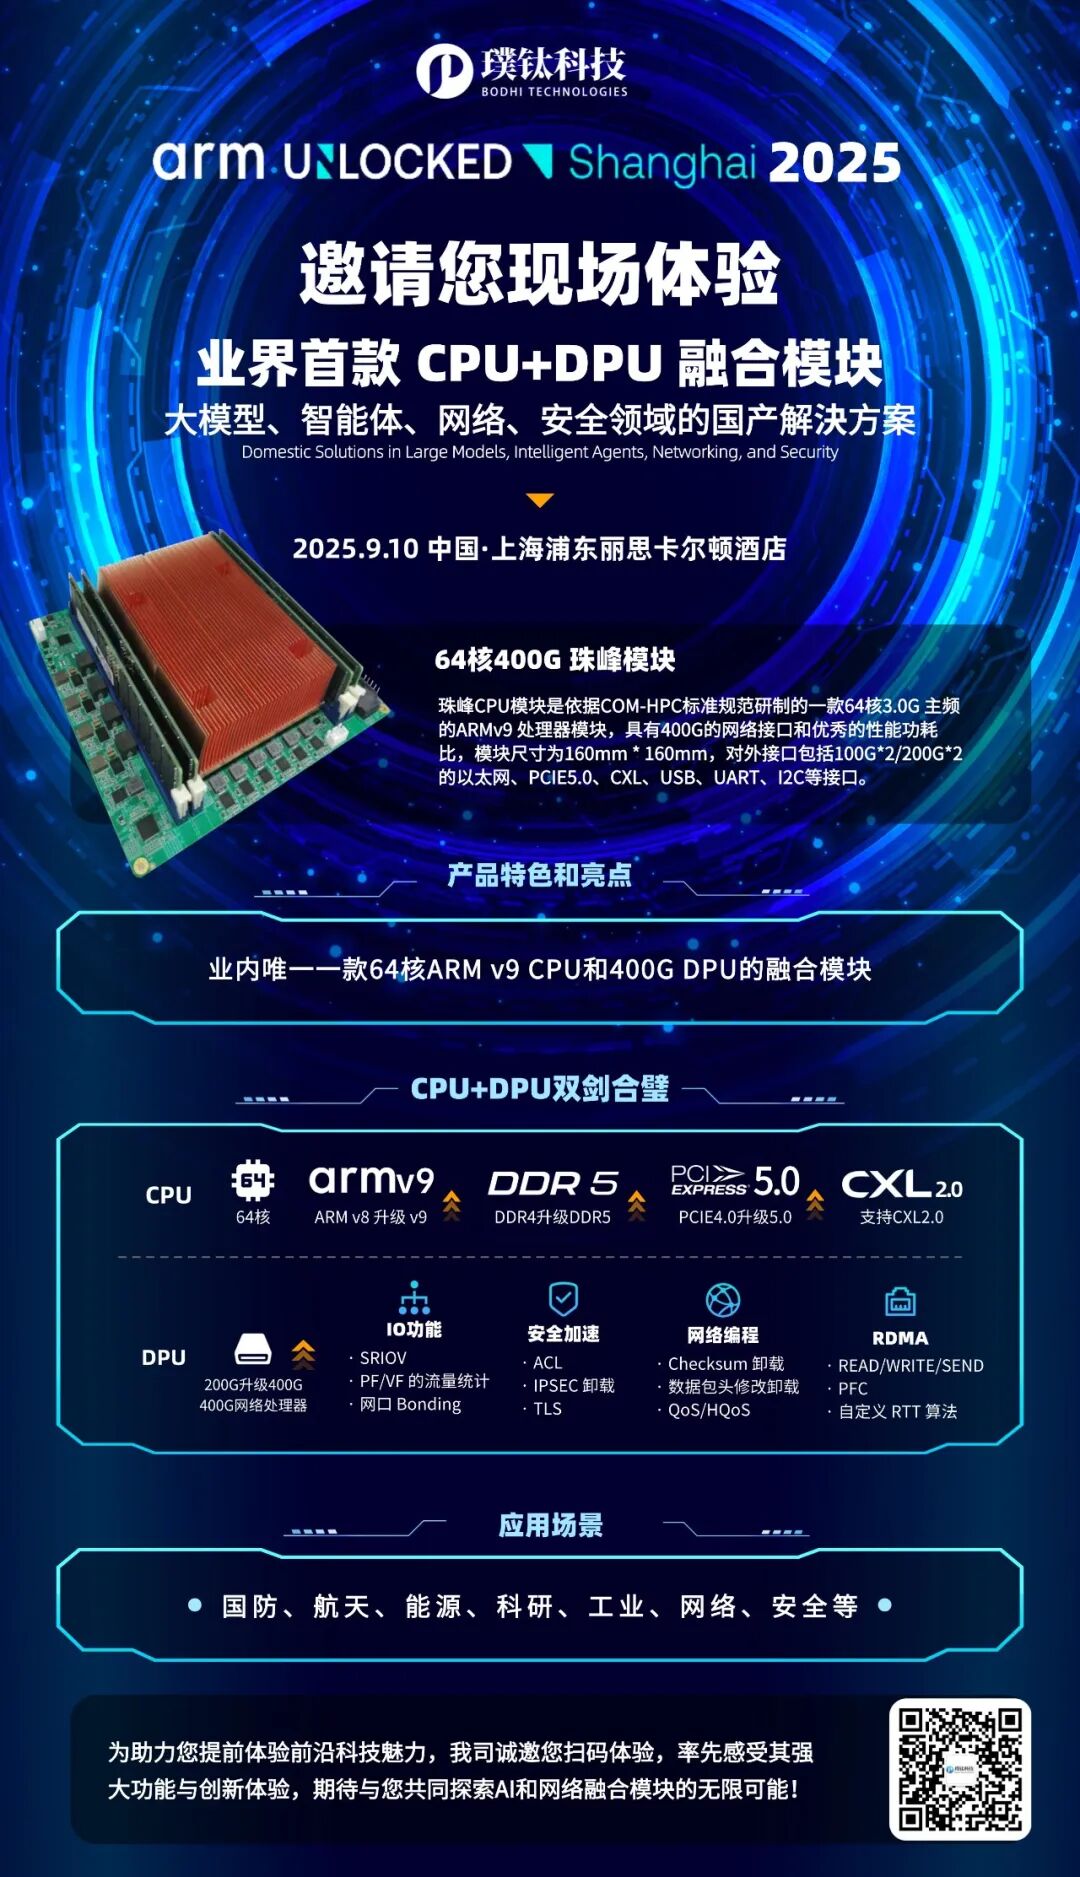 璞钛科技
BODHI TECHNOLOGIES
arm UNLOCKED Shanghai 2025
邀请您现场体验
业界首款 CPU+DPU 融合模块
大模型、智能体、网络、安全领域的国产解决方案
Domestic Solutions in Large Models, Intelligent Agents, Networking, and Security
2025.9.10 中国·上海浦东丽思卡尔顿酒店
64核400G 珠峰模块
珠峰CPU模块是依据COM-HPC标准规范研制的一款64核3.0G 主频
的ARMv9 处理器模块，具有400G的网络接口和优秀的性能功耗
比，模块尺寸为160mm * 160mm，对外接口包括100G*2/200G*2
的以太网、PCIE5.0、CXL、USB、UART、I2C等接口。
产品特色和亮点
业内唯一一款64核ARM v9 CPU和400G DPU的融合模块
CPU+DPU双剑合璧
CPU
64
64核
armv9
ARM v8 升级 v9
DDR 5
DDR4升级DDR5
PCI EXPRESS 5.0
PCIE4.0升级5.0
CXL 2.0
支持CXL2.0
DPU
200G升级400G
400G网络处理器
IO功能
· SRIOV
· PF/VF 的流量统计
· 网口 Bonding
安全加速
· ACL
· IPSEC 卸载
· TLS
网络编程
· Checksum 卸载
· 数据包头修改卸载
· QoS/HQoS
RDMA
· READ/WRITE/SEND
· PFC
· 自定义 RTT 算法
应用场景
国防、航天、能源、科研、工业、网络、安全等
为助力您提前体验前沿科技魅力，我司诚邀您扫码体验，率先感受其强
大功能与创新体验，期待与您共同探索AI和网络融合模块的无限可能！
璞钛科技